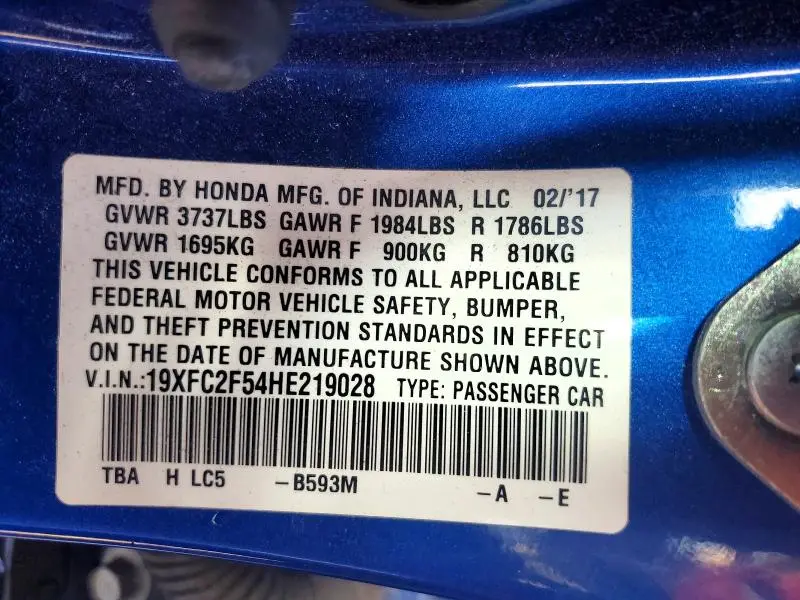 MFD. BY HONDA MFG. OF INDIANA, LLC 02/'17
GVWR 3737LBS GAWR F 1984LBS R 1786LBS
GVWR 1695KG GAWR F 900KG R 810KG
THIS VEHICLE CONFORMS TO ALL APPLICABLE
FEDERAL MOTOR VEHICLE SAFETY, BUMPER,
AND THEFT PREVENTION STANDARDS IN EFFECT
ON THE DATE OF MANUFACTURE SHOWN ABOVE.
V.I.N.:19XFC2F54HE219028 TYPE: PASSENGER CAR
TBA H LC5 -B593M -A -E